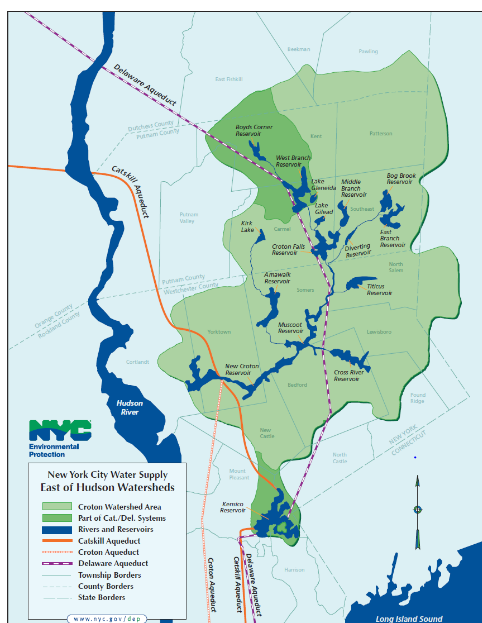 Beekman
Pawling
Delaware Aqueduct
East Fishkill
Dutchess County
Putnam County
Boyds Corner
Reservoir
Kent
Patterson
West Branch
Reservoir
Catskill Aqueduct
Lake
Gleneida
Middle
Branch
Reservoir
Bog Brook
Reservoir
Lake
Gilead
Southeast
Putnam
Valley
Kirk
Lake
Carmel
East
Branch
Reservoir
Croton Falls
Reservoir
Diverting
Reservoir
North
Salem
Putnam County
Westchester County
Amawalk
Reservoir
Somers
Titicus
Reservoir
Orange County
Rockland County
Muscoot
Reservoir
Yorktown
Lewisboro
Cortlandt
New Croton
Reservoir
Cross River
Reservoir
Bedford
Hudson
River
Pound
Ridge
New
Castle
NEW YORK
CONNECTICUT
NYC
Environmental
Protection
North
Castle
Mount
Pleasant
New York City Water Supply
East of Hudson Watersheds
Croton Watershed Area
Part of Cat./Del. Systems
Rivers and Reservoirs
Catskill Aqueduct
Croton Aqueduct
Delaware Aqueduct
Township Borders
County Borders
State Borders
www.nyc.gov/dep
Kensico
Reservoir
N
Croton Aqueduct
Catskill Aqueduct
Delaware Aqueduct
Harrison
Long Island Sound